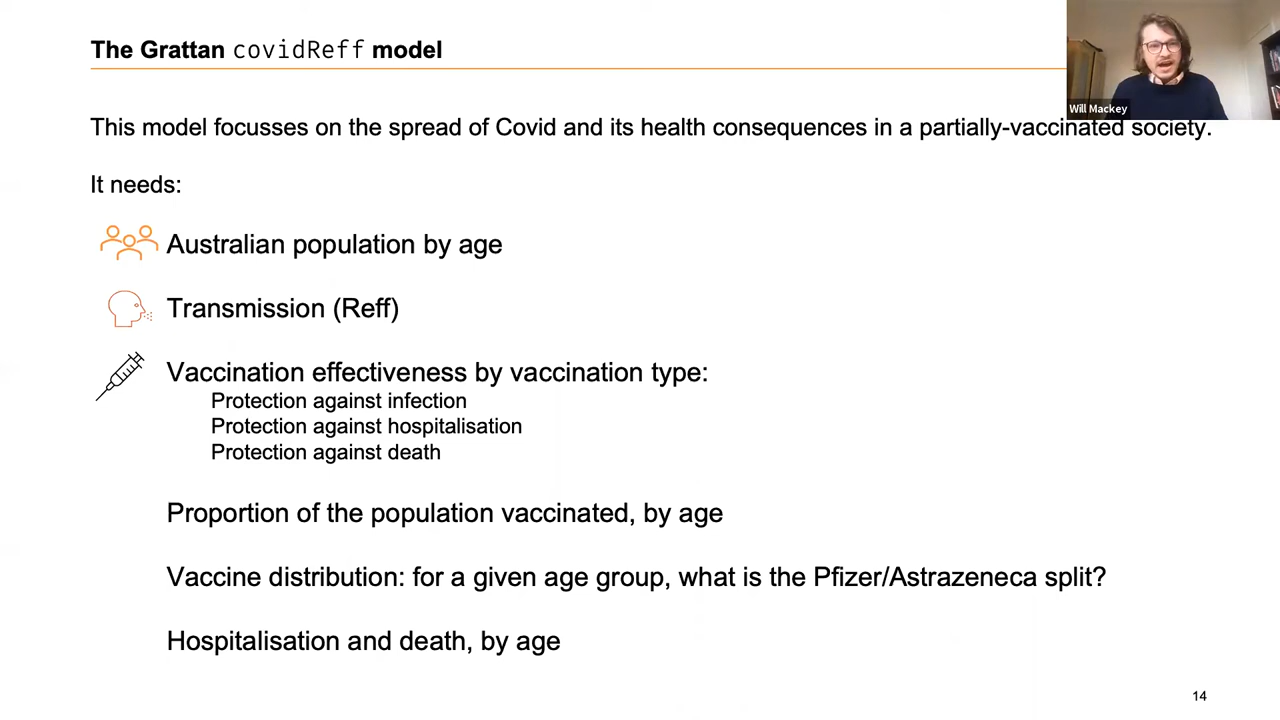 The Grattan covidReff model
Will Mackey
This model focusses on the spread of Covid and its health consequences in a partially-vaccinated society.
It needs:
Australian population by age
Transmission (Reff)
Vaccination effectiveness by vaccination type:
Protection against infection
Protection against hospitalisation
Protection against death
Proportion of the population vaccinated, by age
Vaccine distribution: for a given age group, what is the Pfizer/Astrazeneca split?
Hospitalisation and death, by age
14